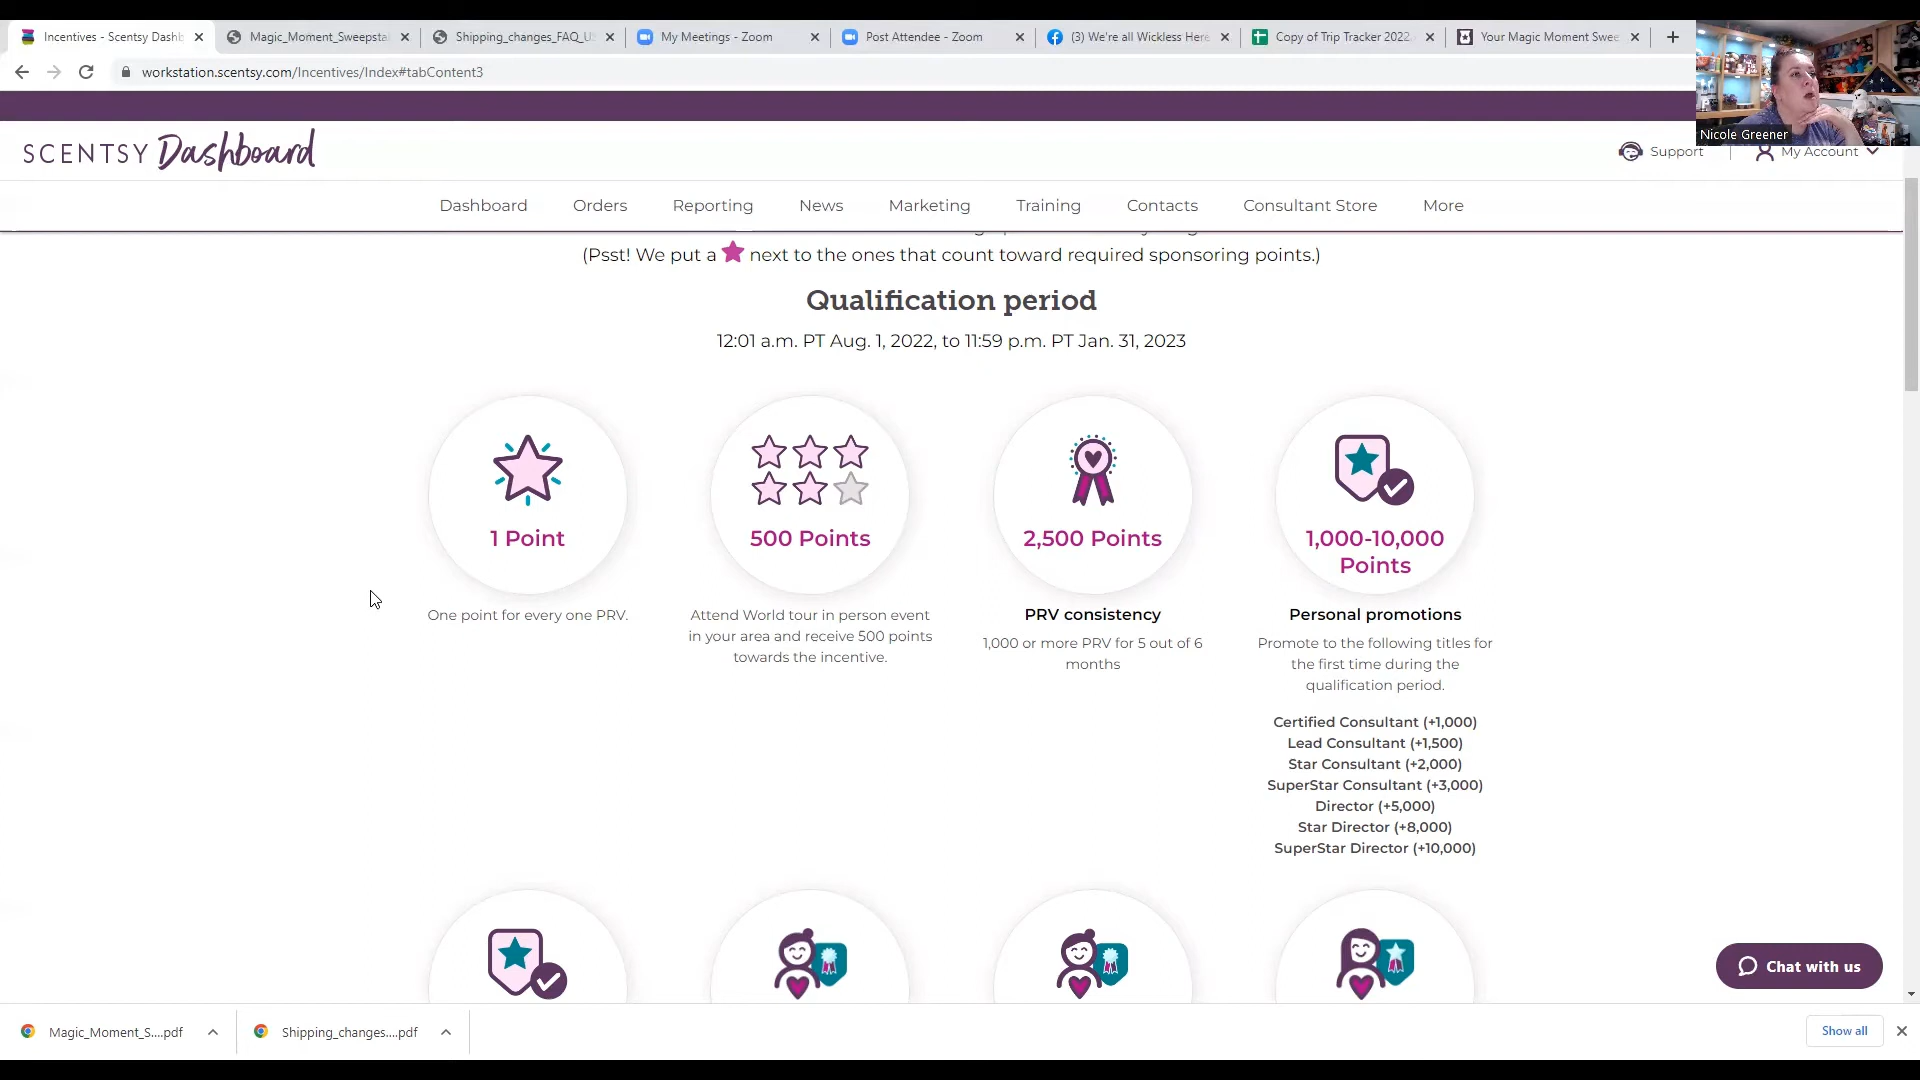 Incentives - Scentsy Dashb
Magic_Moment_Sweepsta
Shipping_changes_FAQ_U
My Meetings - Zoom
Post Attendee - Zoom
(3) We're all Wickless Here
Copy of Trip Tracker 2022
Your Magic Moment Swee
workstation.scentsy.com/Incentives/Index#tabContent3
Nicole Greener
SCENTSY Dashboard
Support
My Account
Dashboard
Orders
Reporting
News
Marketing
Training
Contacts
Consultant Store
More
(Psst! We put a next to the ones that count toward required sponsoring points.)
Qualification period
12:01 a.m. PT Aug. 1, 2022, to 11:59 p.m. PT Jan. 31, 2023
1 Point
One point for every one PRV.
500 Points
Attend World tour in person event
in your area and receive 500 points
towards the incentive.
2,500 Points
PRV consistency
1,000 or more PRV for 5 out of 6
months
1,000-10,000
Points
Personal promotions
Promote to the following titles for
the first time during the
qualification period.
Certified Consultant (+1,000)
Lead Consultant (+1,500)
Star Consultant (+2,000)
SuperStar Consultant (+3,000)
Director (+5,000)
Star Director (+8,000)
SuperStar Director (+10,000)
Chat with us
Magic_Moment_S....pdf
Shipping_changes....pdf
Show all